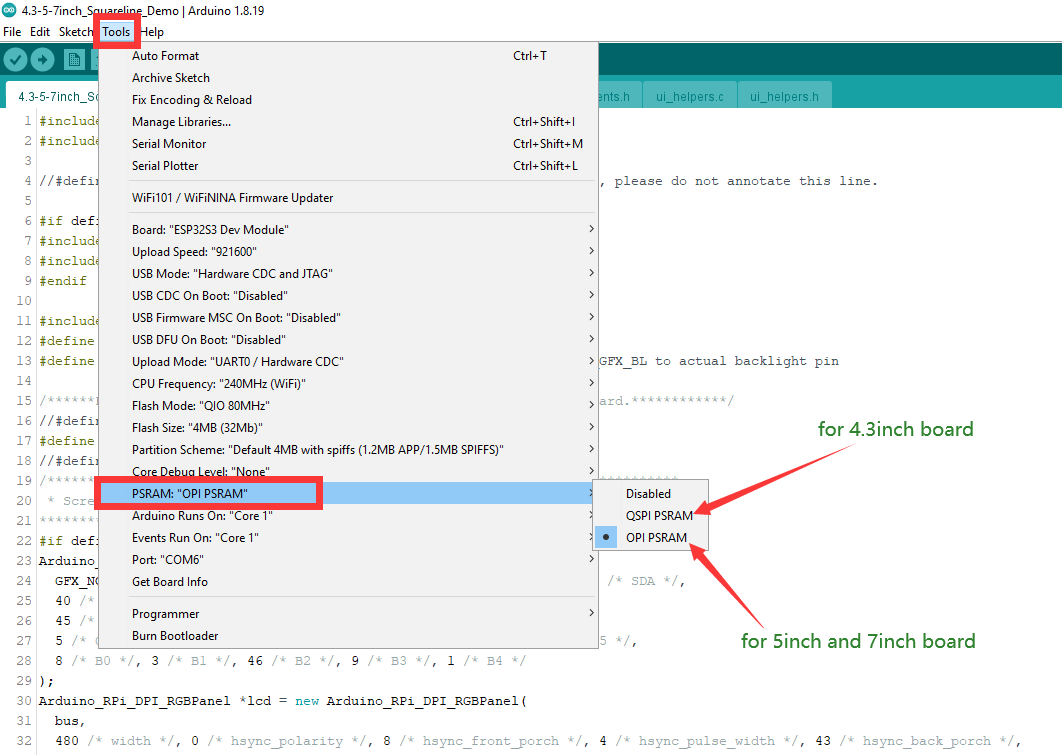 4.3-5-7inch_Squareline_Demo | Arduino 1.8.19
File Edit Sketch Tools Help
4.3-5-7inch_S ents.h ui_helpers.c ui_helpers.h
Auto Format Ctrl+T
Archive Sketch
Fix Encoding & Reload
Manage Libraries... Ctrl+Shift+I
Serial Monitor Ctrl+Shift+M
Serial Plotter Ctrl+Shift+L
WiFi101 / WiFiNINA Firmware Updater
Board: "ESP32S3 Dev Module"
Upload Speed: "921600"
USB Mode: "Hardware CDC and JTAG"
USB CDC On Boot: "Disabled"
USB Firmware MSC On Boot: "Disabled"
USB DFU On Boot: "Disabled"
Upload Mode: "UART0 / Hardware CDC"
CPU Frequency: "240MHz (WiFi)"
Flash Mode: "QIO 80MHz"
Flash Size: "4MB (32Mb)"
Partition Scheme: "Default 4MB with spiffs (1.2MB APP/1.5MB SPIFFS)"
Core Debug Level: "None"
PSRAM: "OPI PSRAM"
Arduino Runs On: "Core 1"
Events Run On: "Core 1"
Port: "COM6"
Get Board Info
Programmer
Burn Bootloader
Disabled
QSPI PSRAM
OPI PSRAM
for 4.3inch board
for 5inch and 7inch board
1 #include
2 #include
3
4 //#defin , please do not annotate this line.
5
6 #if defi
7 #include
8 #include
9 #endif
10
11 #include
12 #define
13 #define GFX_BL to actual backlight pin
14
15 /****** ard.************/
16 //#defin
17 #define
18 //#defin
19 /******* ***********
20 * Scre
21 ********
22 #if defi
23 Arduino_
24 GFX_NO /* SDA */,
25 40 /*
26 45 /*
27 5 /* 5 */,
28 8 /* B0 */, 3 /* B1 */, 46 /* B2 */, 9 /* B3 */, 1 /* B4 */
29 );
30 Arduino_RPi_DPI_RGBPanel *lcd = new Arduino_RPi_DPI_RGBPanel(
31 bus,
32 480 /* width */, 0 /* hsync_polarity */, 8 /* hsync_front_porch */, 4 /* hsync_pulse_width */, 43 /* hsync_back_porch */,